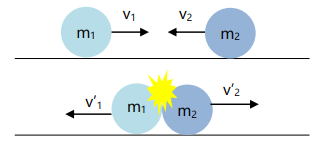 v₁ v₂
m₁ m₂
v'₁ m₁ m₂ v'₂